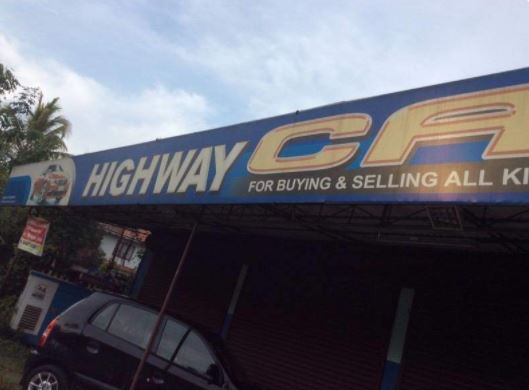 HIGHWAY CA
FOR BUYING & SELLING ALL KI